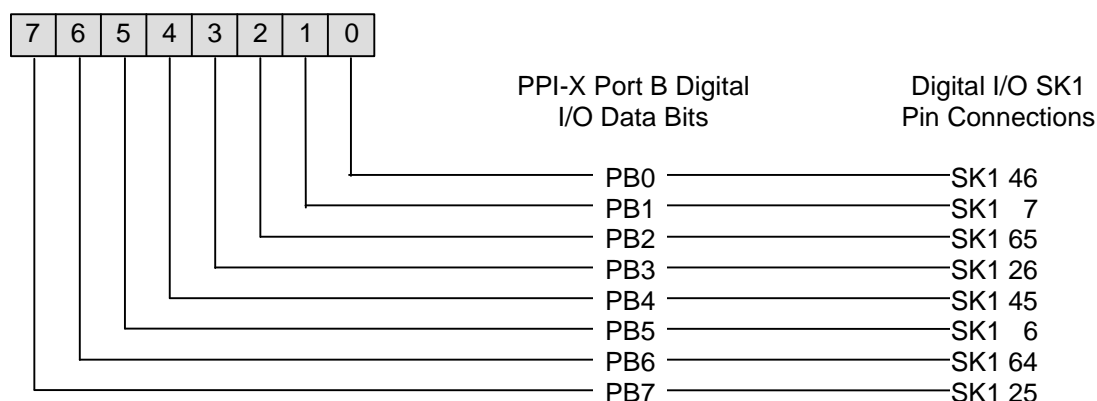 7 6 5 4 3 2 1 0
PPI-X Port B Digital Digital I/O SK1
I/O Data Bits Pin Connections
PB0 SK1 46
PB1 SK1 7
PB2 SK1 65
PB3 SK1 26
PB4 SK1 45
PB5 SK1 6
PB6 SK1 64
PB7 SK1 25